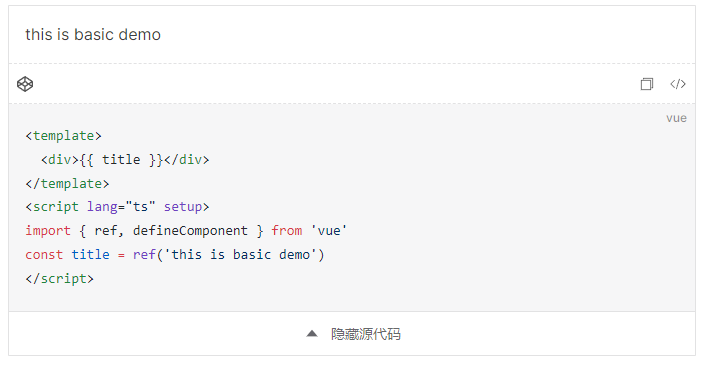 this is basic demo
vue
<template>
  <div>{{ title }}</div>
</template>
<script lang="ts" setup>
import { ref, defineComponent } from 'vue'
const title = ref('this is basic demo')
</script>
隐藏源代码